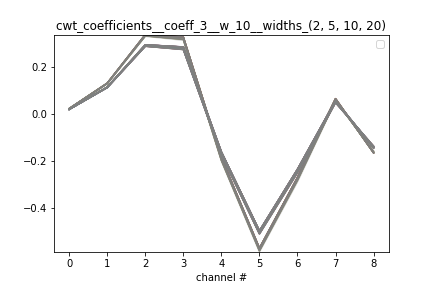 cwt_coefficients__coeff_3__w_10__widths_(2, 5, 10, 20)
0.2
0.0
−0.2
−0.4
0 1 2 3 4 5 6 7 8
channel #